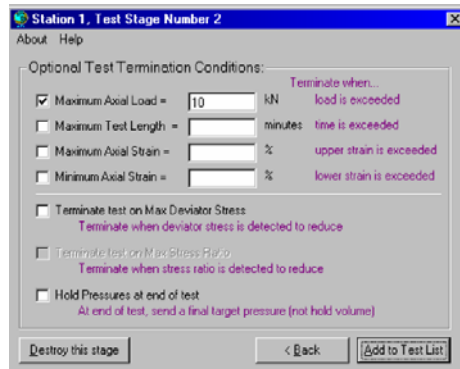 Station 1, Test Stage Number 2
About Help
Optional Test Termination Conditions:
Terminate when...
Maximum Axial Load = 10 kN load is exceeded
Maximum Test Length = minutes time is exceeded
Maximum Axial Strain = % upper strain is exceeded
Minimum Axial Strain = % lower strain is exceeded
Terminate test on Max Deviator Stress
Terminate when deviator stress is detected to reduce
Terminate test on Max Stress Ratio
Terminate when stress ratio is detected to reduce
Hold Pressures at end of test
At end of test, send a final target pressure (not hold volume)
Destroy this stage < Back Add to Test List